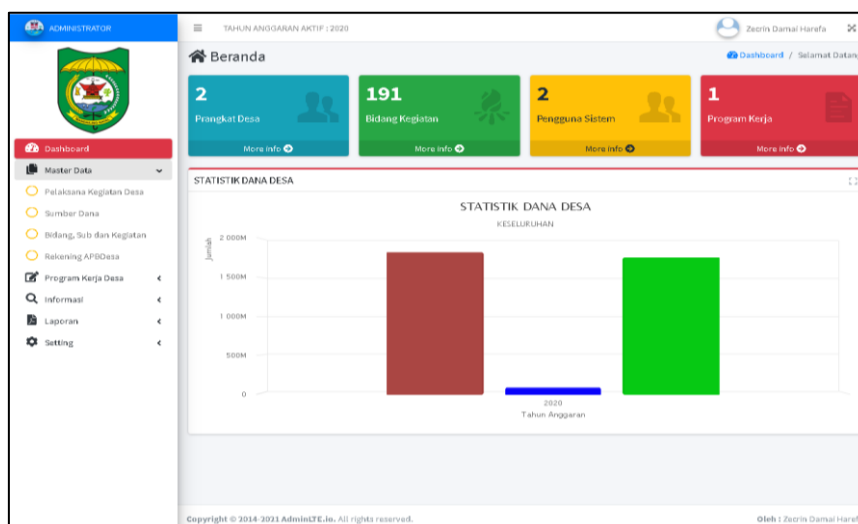 ADMINISTRATOR
TAHUN ANGGARAN AKTIF : 2020
Zecrin Damai Harefa
Beranda
Dashboard / Selamat Datang
2
Prangkat Desa
More info
191
Bidang Kegiatan
More info
2
Pengguna Sistem
More info
1
Program Kerja
More info
Dashboard
Master Data
Pelaksana Kegiatan Desa
Sumber Dana
Bidang, Sub dan Kegiatan
Rekening APBDesa
Program Kerja Desa
Informasi
Laporan
Setting
STATISTIK DANA DESA
STATISTIK DANA DESA
KESELURUHAN
Jumlah
2 000M
1 500M
1 000M
500M
0
2020
Tahun Anggaran
Copyright © 2014-2021 AdminLTE.io. All rights reserved.
Oleh : Zecrin Damai Haref